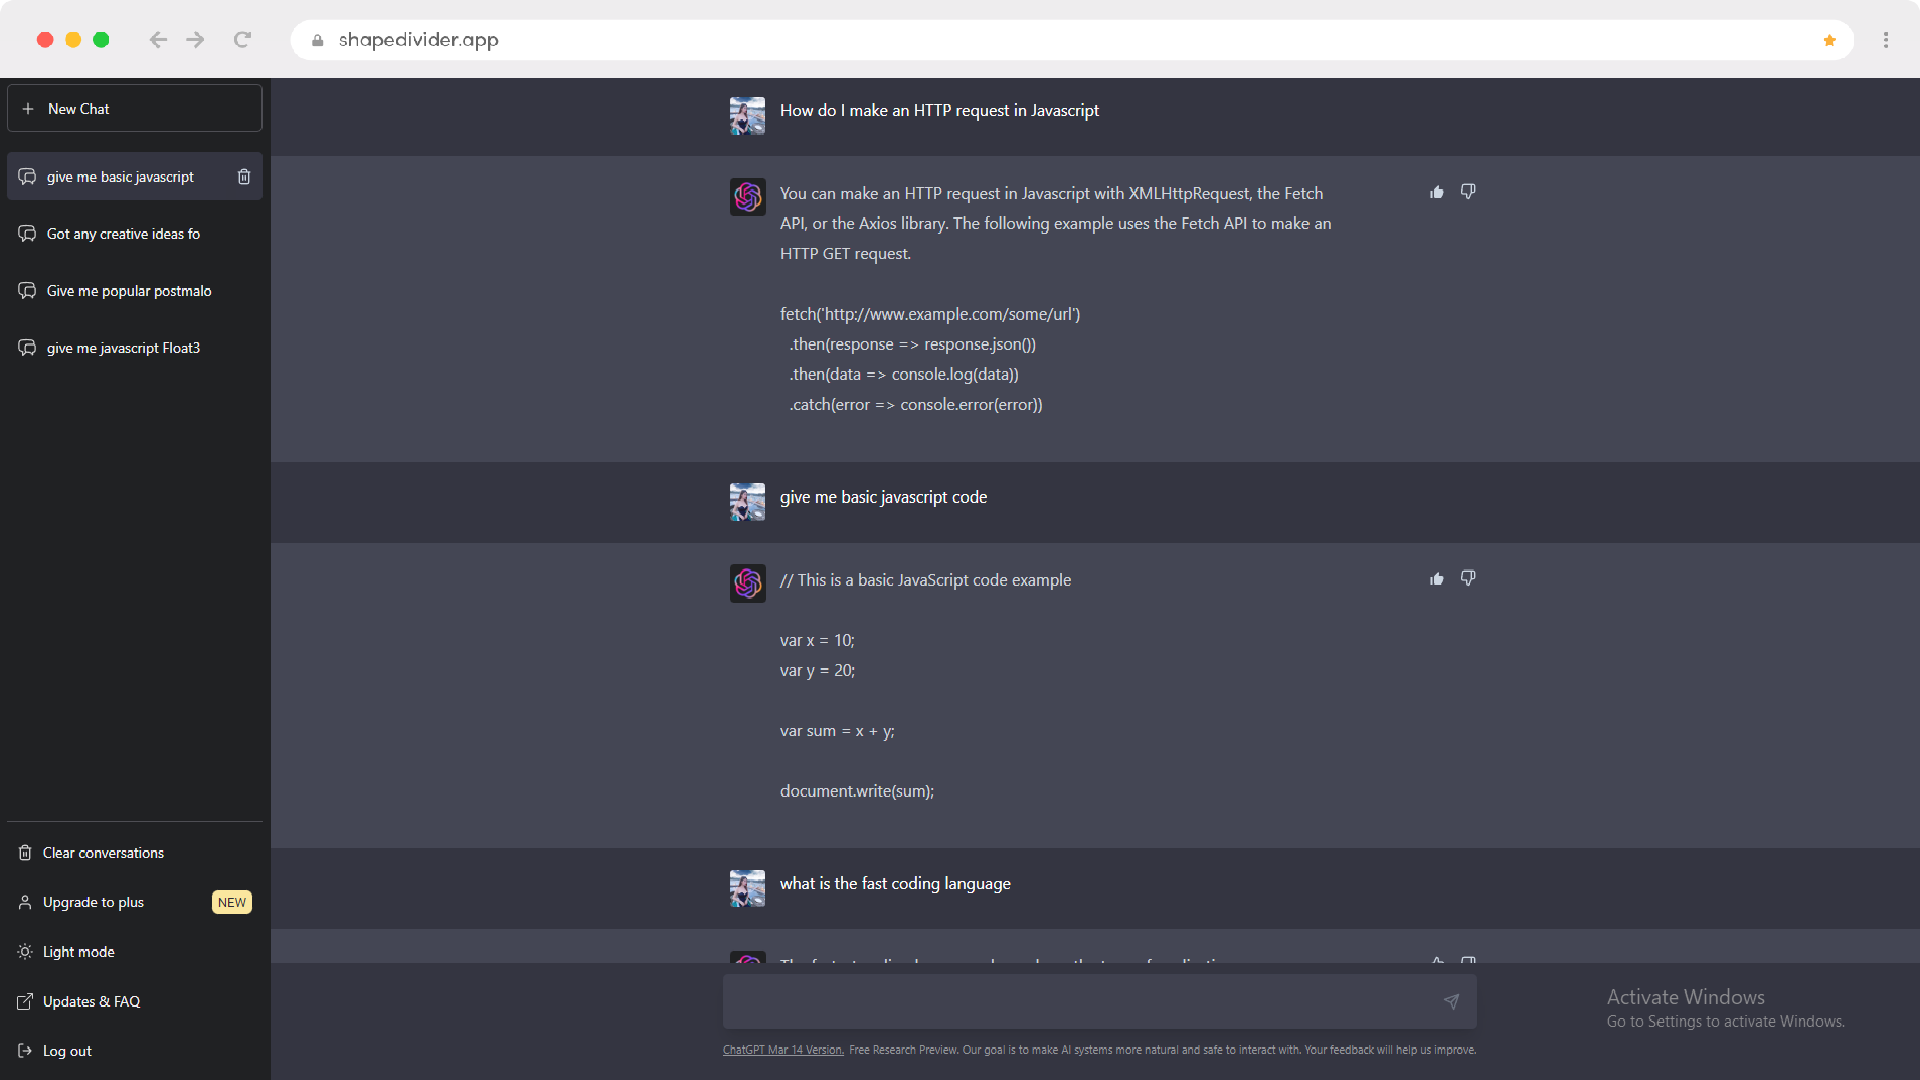 shapedivider.app
New Chat
give me basic javascript
Got any creative ideas fo
Give me popular postmalo
give me javascript Float3
Clear conversations
Upgrade to plus NEW
Light mode
Updates & FAQ
Log out
How do I make an HTTP request in Javascript
You can make an HTTP request in Javascript with XMLHttpRequest, the Fetch
API, or the Axios library. The following example uses the Fetch API to make an
HTTP GET request.
fetch('http://www.example.com/some/url')
.then(response => response.json())
.then(data => console.log(data))
.catch(error => console.error(error))
give me basic javascript code
// This is a basic JavaScript code example
var x = 10;
var y = 20;
var sum = x + y;
document.write(sum);
what is the fast coding language
ChatGPT Mar 14 Version. Free Research Preview. Our goal is to make AI systems more natural and safe to interact with. Your feedback will help us improve.
Activate Windows
Go to Settings to activate Windows.